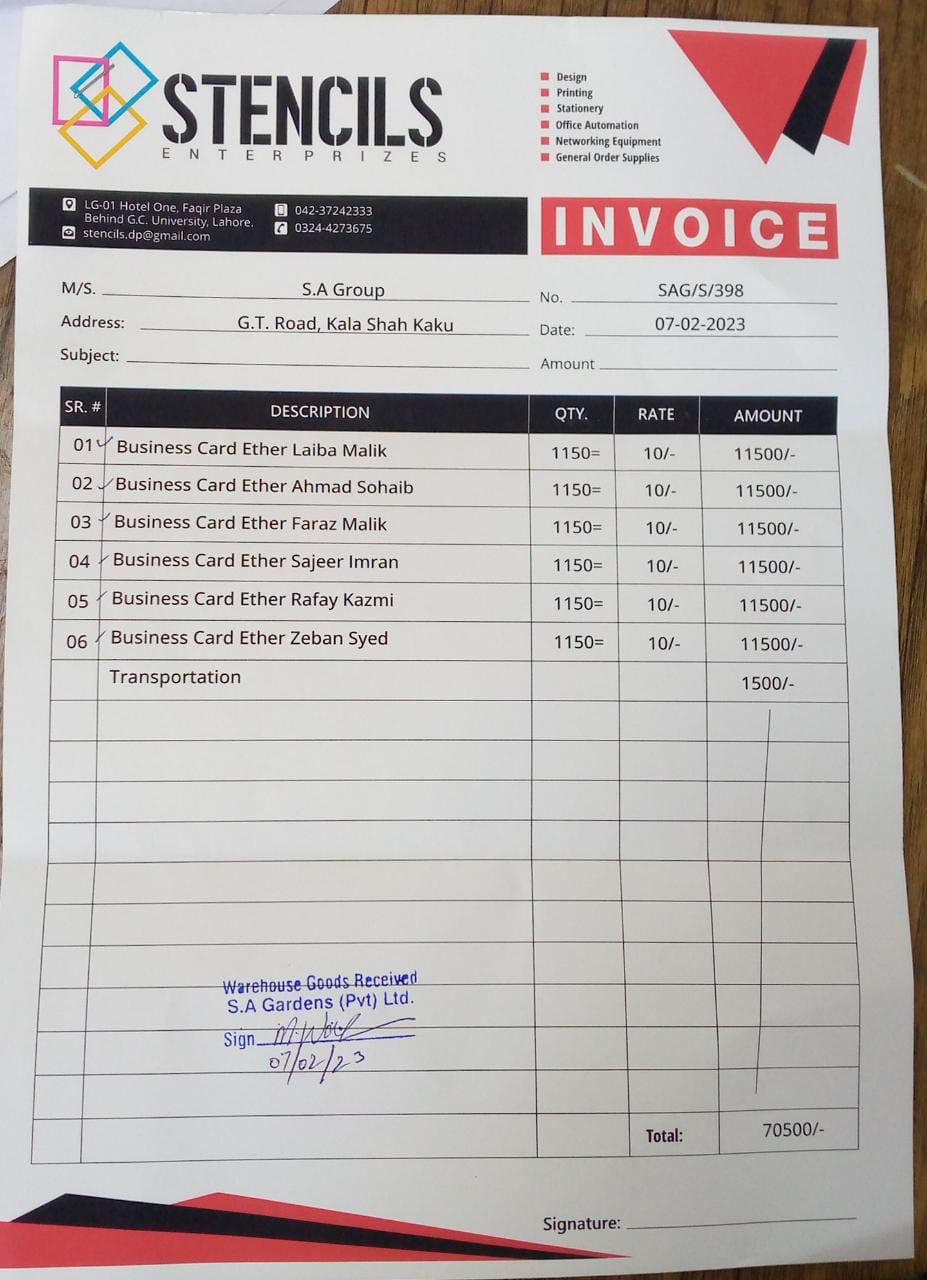 STENCILS
ENTERPRIZES
Design
Printing
Stationery
Office Automation
Networking Equipment
General Order Supplies
LG-01 Hotel One, Faqir Plaza
Behind G.C. University, Lahore.
stencils.dp@gmail.com
042-37242333
0324-4273675
INVOICE
M/S. S.A Group
No. SAG/S/398
Address: G.T. Road, Kala Shah Kaku
Date: 07-02-2023
Subject:
Amount
SR. # DESCRIPTION QTY. RATE AMOUNT
01 Business Card Ether Laiba Malik 1150= 10/- 11500/-
02 Business Card Ether Ahmad Sohaib 1150= 10/- 11500/-
03 Business Card Ether Faraz Malik 1150= 10/- 11500/-
04 Business Card Ether Sajeer Imran 1150= 10/- 11500/-
05 Business Card Ether Rafay Kazmi 1150= 10/- 11500/-
06 Business Card Ether Zeban Syed 1150= 10/- 11500/-
Transportation 1500/-
Warehouse Goods Received
S.A Gardens (Pvt) Ltd.
Sign
07/02/23
Total: 70500/-
Signature: